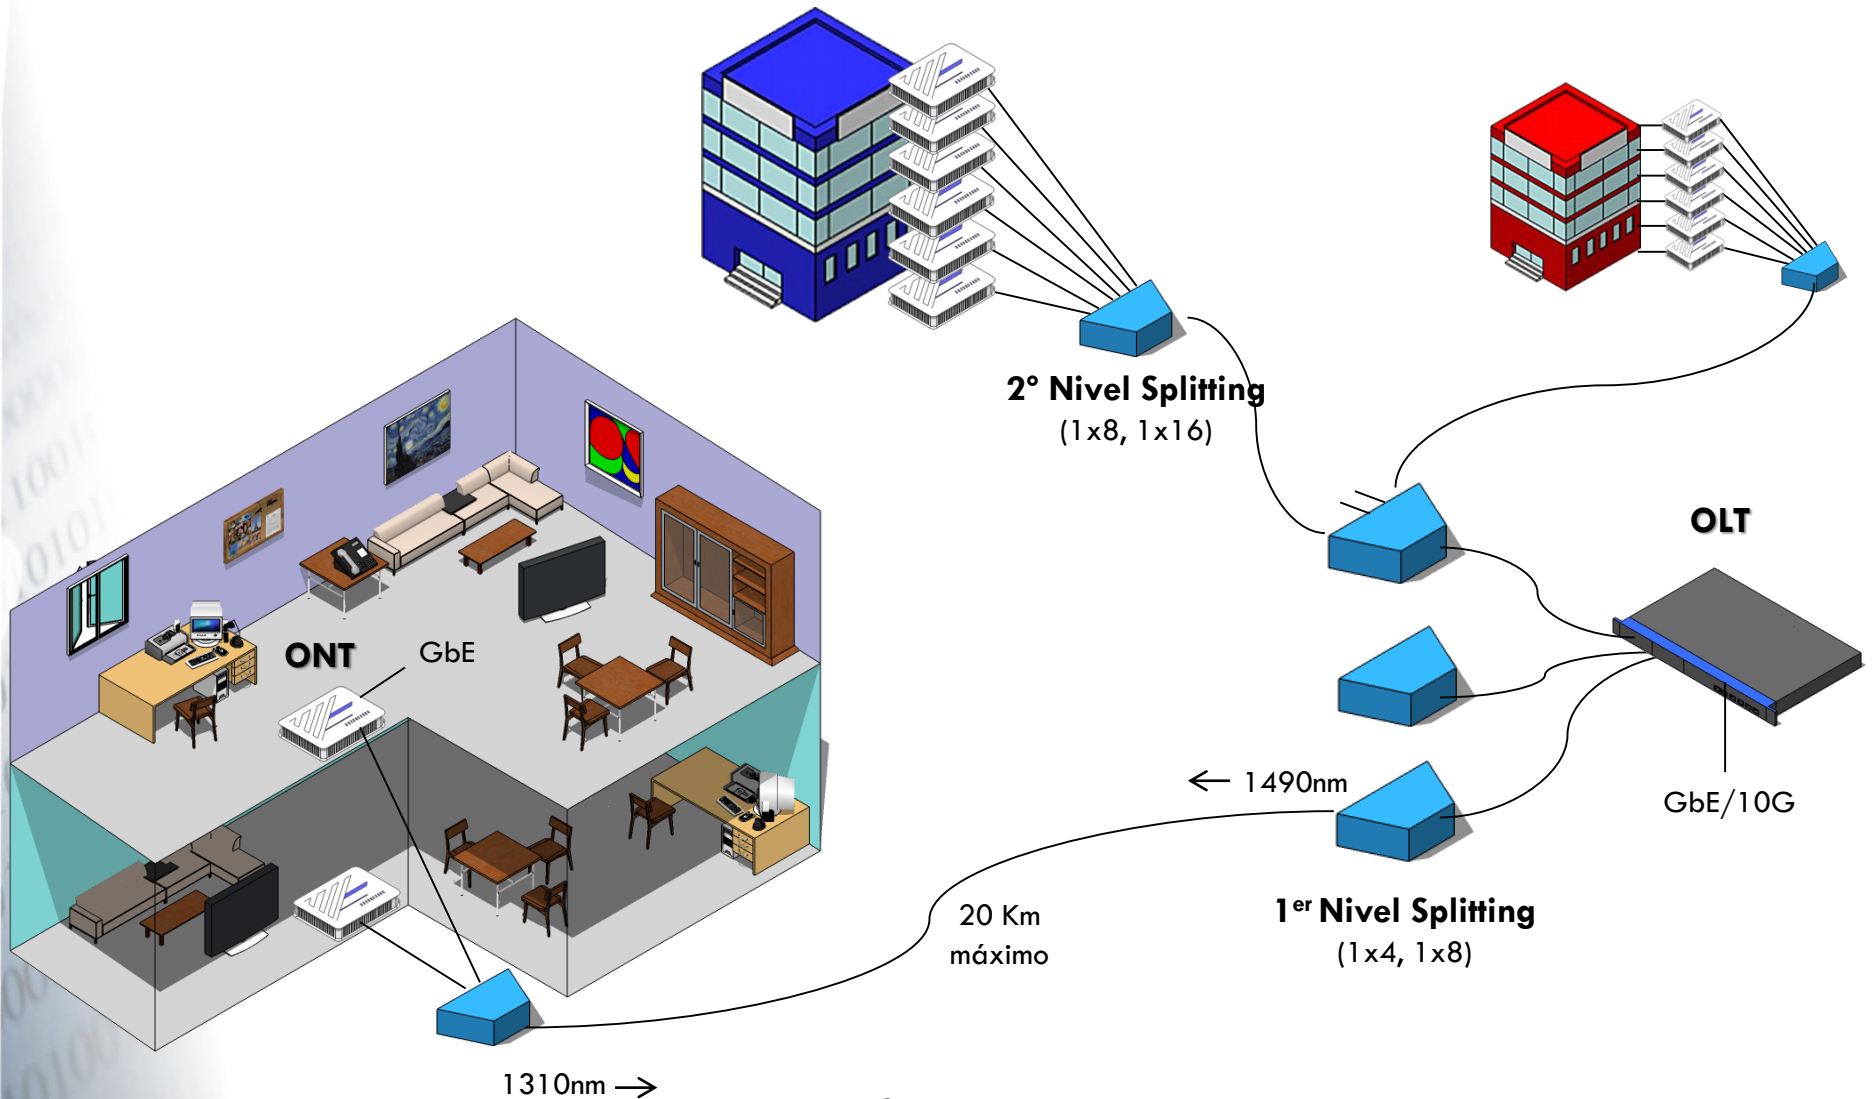 2º Nivel Splitting
(1x8, 1x16)
OLT
ONT
GbE
1490nm
GbE/10G
20 Km
máximo
1er Nivel Splitting
(1x4, 1x8)
1310nm